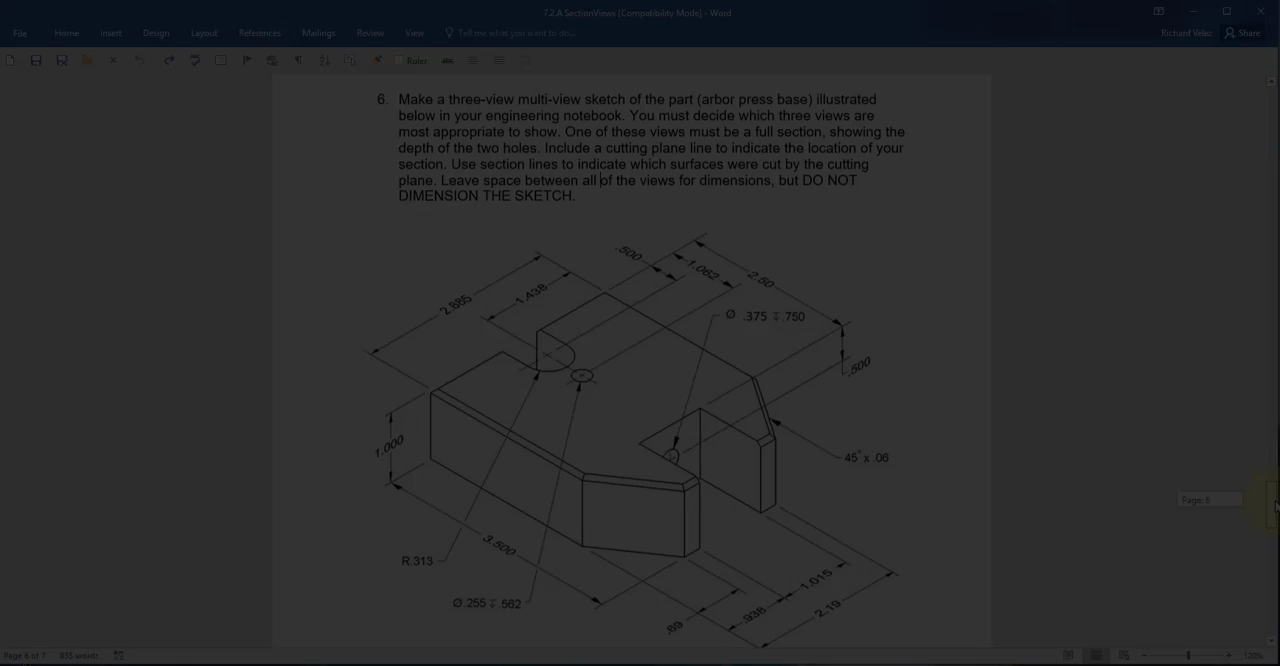 7.2.A SectionViews [Compatibility Mode] - Word
File Home Insert Design Layout References Mailings Review View Tell me what you want to do... Richard Velez Share
Ruler
6. Make a three-view multi-view sketch of the part (arbor press base) illustrated
below in your engineering notebook. You must decide which three views are
most appropriate to show. One of these views must be a full section, showing the
depth of the two holes. Include a cutting plane line to indicate the location of your
section. Use section lines to indicate which surfaces were cut by the cutting
plane. Leave space between all of the views for dimensions, but DO NOT
DIMENSION THE SKETCH.
.500
1.062
2.50
2.885
1.438
Ø .375 ↧.750
.500
1.000
45° x .06
Page: 5
3.500
R.313
1.015
Ø.255 ↧.562
.938
2.19
.69
Page 6 of 7 835 words 120%